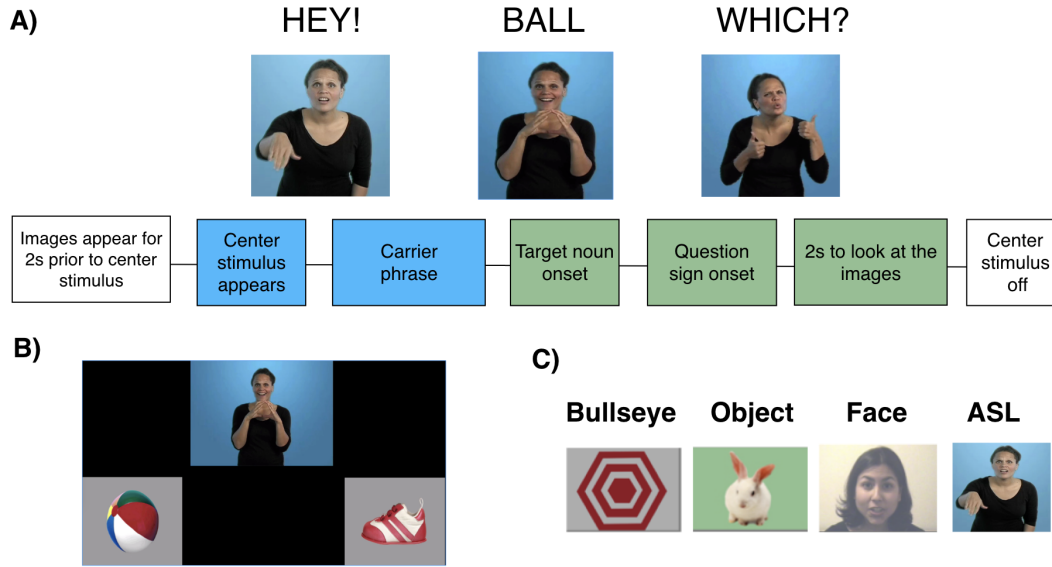 A)
HEY!
BALL
WHICH?
Images appear for
2s prior to center
stimulus
Center
stimulus
appears
Carrier
phrase
Target noun
onset
Question
sign onset
2s to look at the
images
Center
stimulus
off
B)
C)
Bullseye
Object
Face
ASL